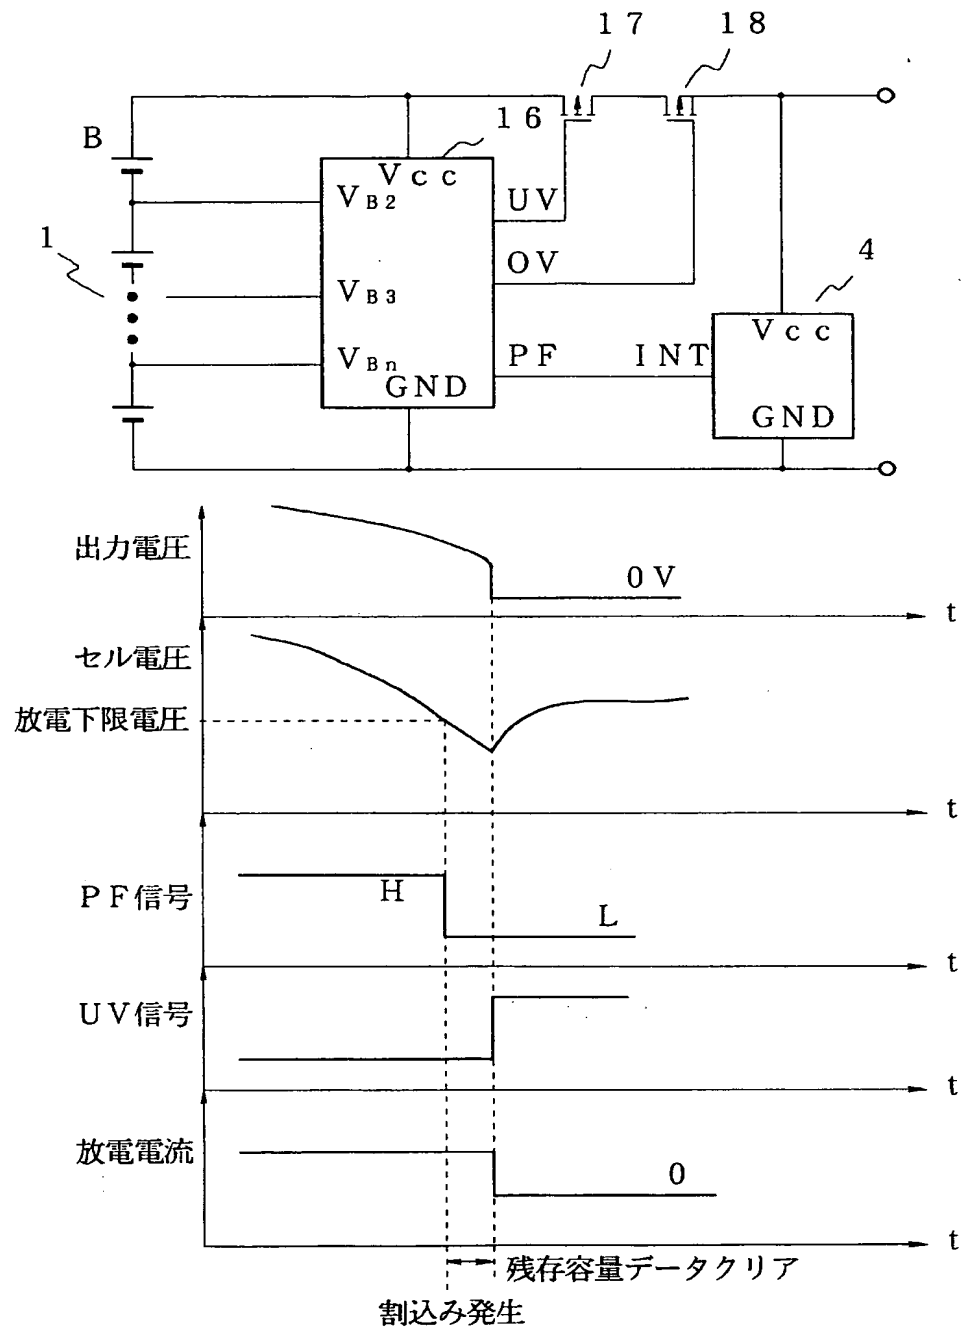 17 18
B
16
Vcc
VB2
UV
1
OV
4
VB3
Vcc
VBn
PF INT
GND
GND
出力電圧
0V
t
セル電圧
放電下限電圧
t
PF信号
H
L
t
UV信号
t
放電電流
0
t
残存容量データクリア
割込み発生